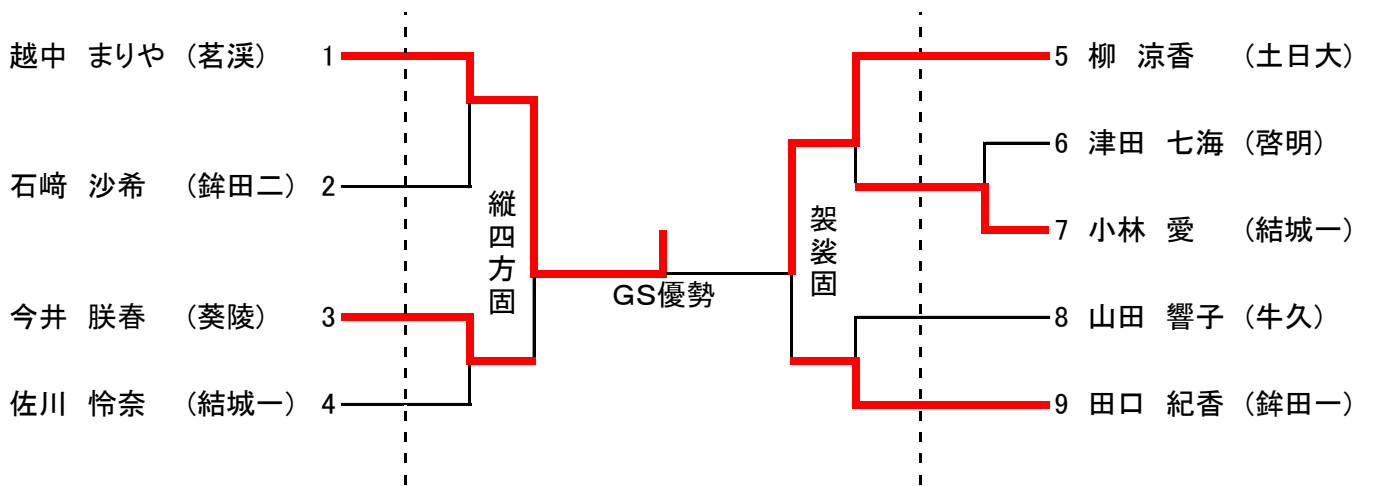 越中 まりや (茗渓) 1
石﨑 沙希 (鉾田二) 2
今井 朕春 (葵陵) 3
佐川 怜奈 (結城一) 4
縦四方固
GS優勢
袈裟固
5 柳 涼香 (土日大)
6 津田 七海 (啓明)
7 小林 愛 (結城一)
8 山田 響子 (牛久)
9 田口 紀香 (鉾田一)